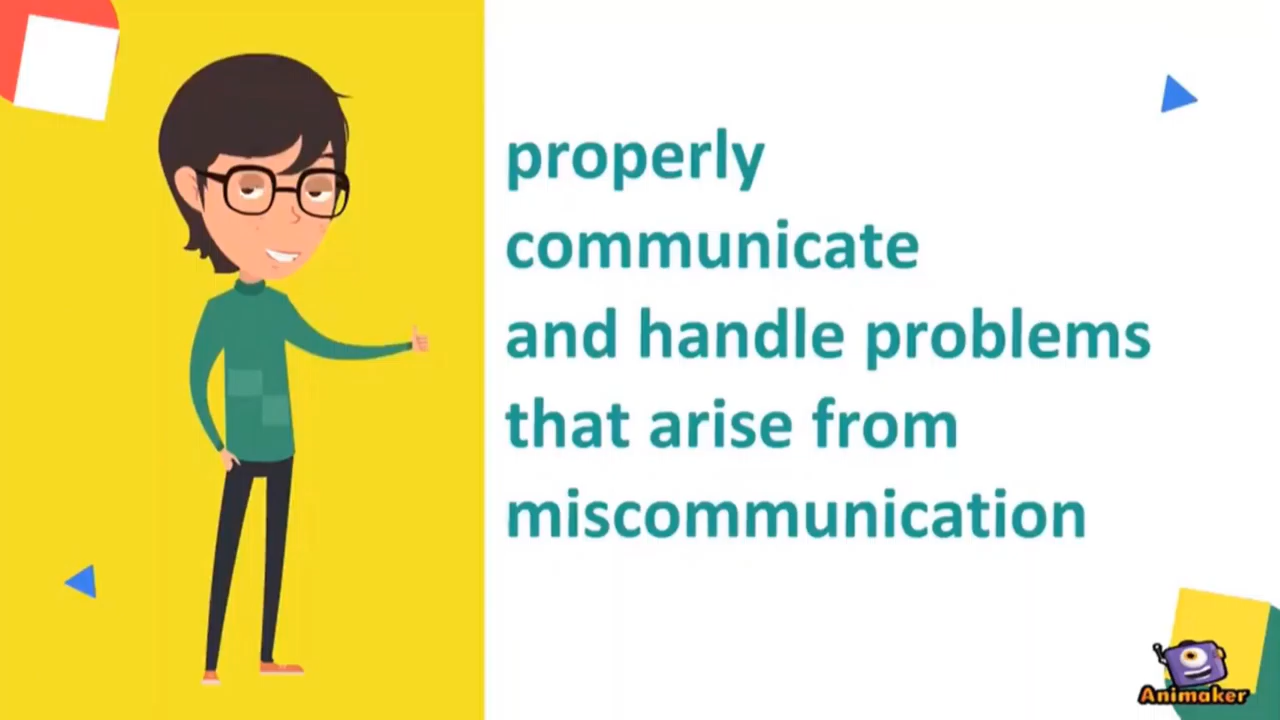 properly
communicate
and handle problems
that arise from
miscommunication
Animaker